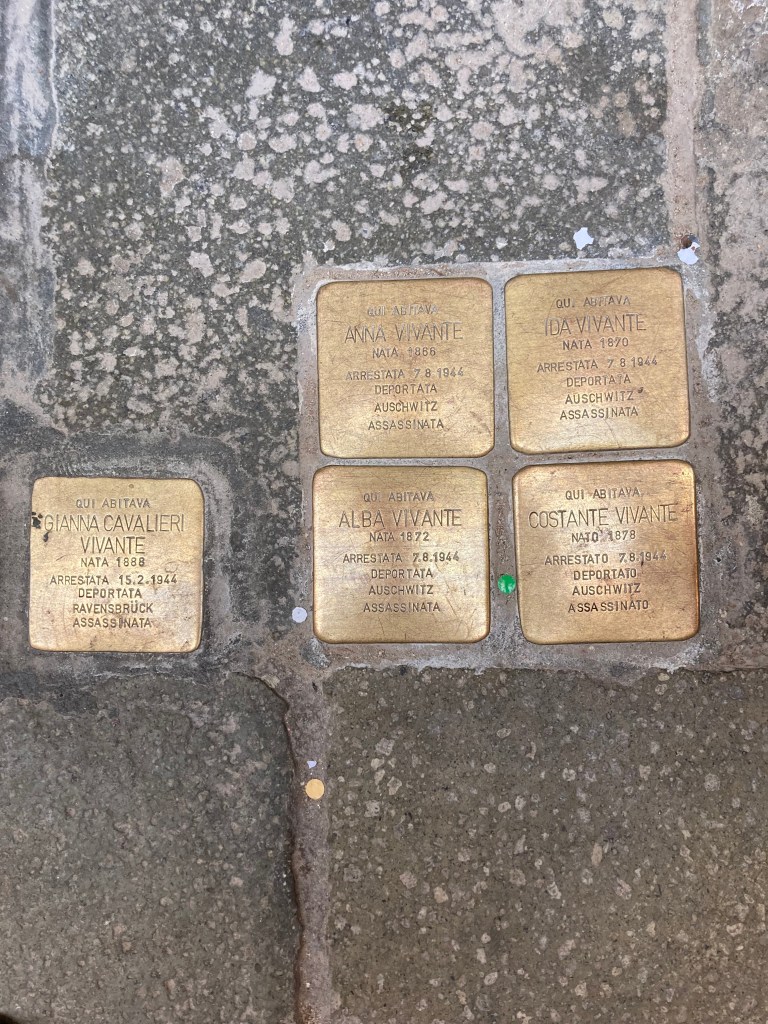 QUI ABITAVA
ANNA VIVANTE
NATA 1866
ARRESTATA 7.8.1944
DEPORTATA
AUSCHWITZ
ASSASSINATA
QUI ABITAVA
IDA VIVANTE
NATA 1870
ARRESTATA 7.8.1944
DEPORTATA
AUSCHWITZ
ASSASSINATA
QUI ABITAVA
GIANNA CAVALIERI
VIVANTE
NATA 1888
ARRESTATA 15.2.1944
DEPORTATA
RAVENSBRÜCK
ASSASSINATA
QUI ABITAVA
ALBA VIVANTE
NATA 1872
ARRESTATA 7.8.1944
DEPORTATA
AUSCHWITZ
ASSASSINATA
QUI ABITAVA
COSTANTE VIVANTE
NATO 1878
ARRESTATO 7.8.1944
DEPORTATO
AUSCHWITZ
ASSASSINATO